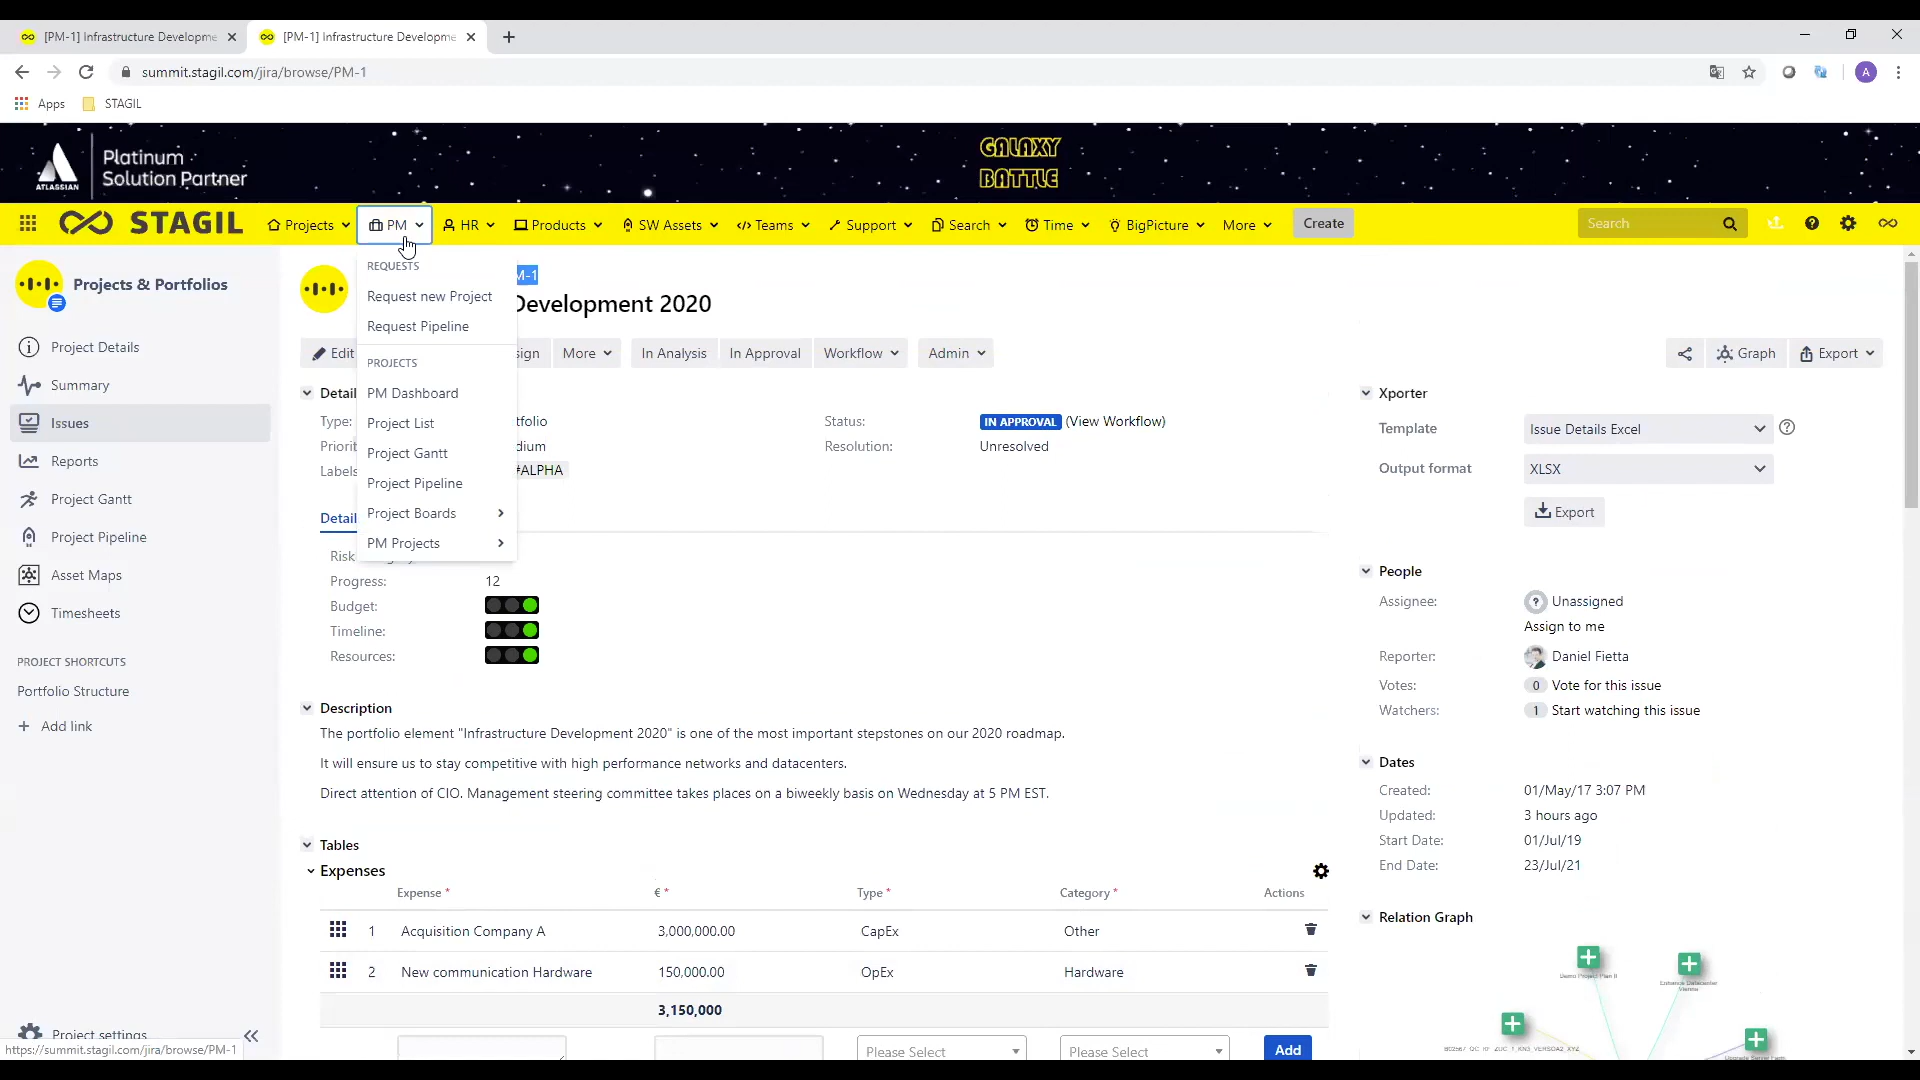 [PM-1] Infrastructure Developme
[PM-1] Infrastructure Developme
summit.stagil.com/jira/browse/PM-1
A
Apps
STAGIL
ATLASSIAN
Platinum
Solution Partner
GALAXY
BATTLE
STAGIL
Projects
PM
HR
Products
SW Assets
Teams
Support
Search
Time
BigPicture
More
Create
Search
Projects & Portfolios
Project Details
Summary
Issues
Reports
Project Gantt
Project Pipeline
Asset Maps
Timesheets
PROJECT SHORTCUTS
Portfolio Structure
+ Add link
Project settings
https://summit.stagil.com/jira/browse/PM-1
REQUESTS
Request new Project
Request Pipeline
PROJECTS
PM Dashboard
Project List
Project Gantt
Project Pipeline
Project Boards
PM Projects
M-1
Development 2020
Edit
sign
More
In Analysis
In Approval
Workflow
Admin
Graph
Export
Detail
Type: tfolio
Priorit dium
Labels #ALPHA
Status: IN APPROVAL (View Workflow)
Resolution: Unresolved
Detail
Risk
Progress: 12
Budget:
Timeline:
Resources:
Description
The portfolio element "Infrastructure Development 2020" is one of the most important stepstones on our 2020 roadmap.
It will ensure us to stay competitive with high performance networks and datacenters.
Direct attention of CIO. Management steering committee takes places on a biweekly basis on Wednesday at 5 PM EST.
Tables
Expenses
Expense * € * Type * Category * Actions
1 Acquisition Company A 3,000,000.00 CapEx Other
2 New communication Hardware 150,000.00 OpEx Hardware
3,150,000
Please Select Please Select Add
Xporter
Template Issue Details Excel
Output format XLSX
Export
People
Assignee: Unassigned
Assign to me
Reporter: Daniel Fietta
Votes: 0 Vote for this issue
Watchers: 1 Start watching this issue
Dates
Created: 01/May/17 3:07 PM
Updated: 3 hours ago
Start Date: 01/Jul/19
End Date: 23/Jul/21
Relation Graph
Demo Project Plan II
Enhance Datacenter
Vienna